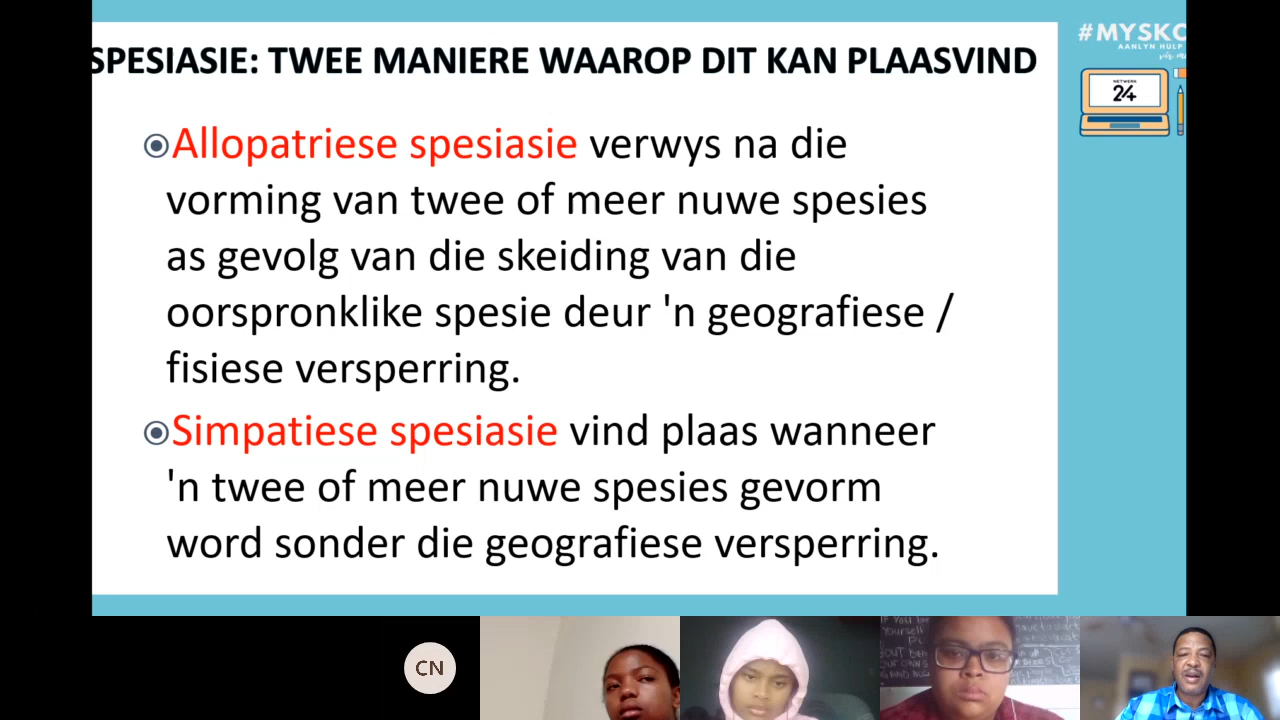 SPESIASIE: TWEE MANIERE WAAROP DIT KAN PLAASVIND
#MYSKO
AANLYN HULP
vir
NETWERK
24
Allopatriese spesiasie verwys na die
vorming van twee of meer nuwe spesies
as gevolg van die skeiding van die
oorspronklike spesie deur 'n geografiese /
fisiese versperring.
Simpatiese spesiasie vind plaas wanneer
'n twee of meer nuwe spesies gevorm
word sonder die geografiese versperring.
CN